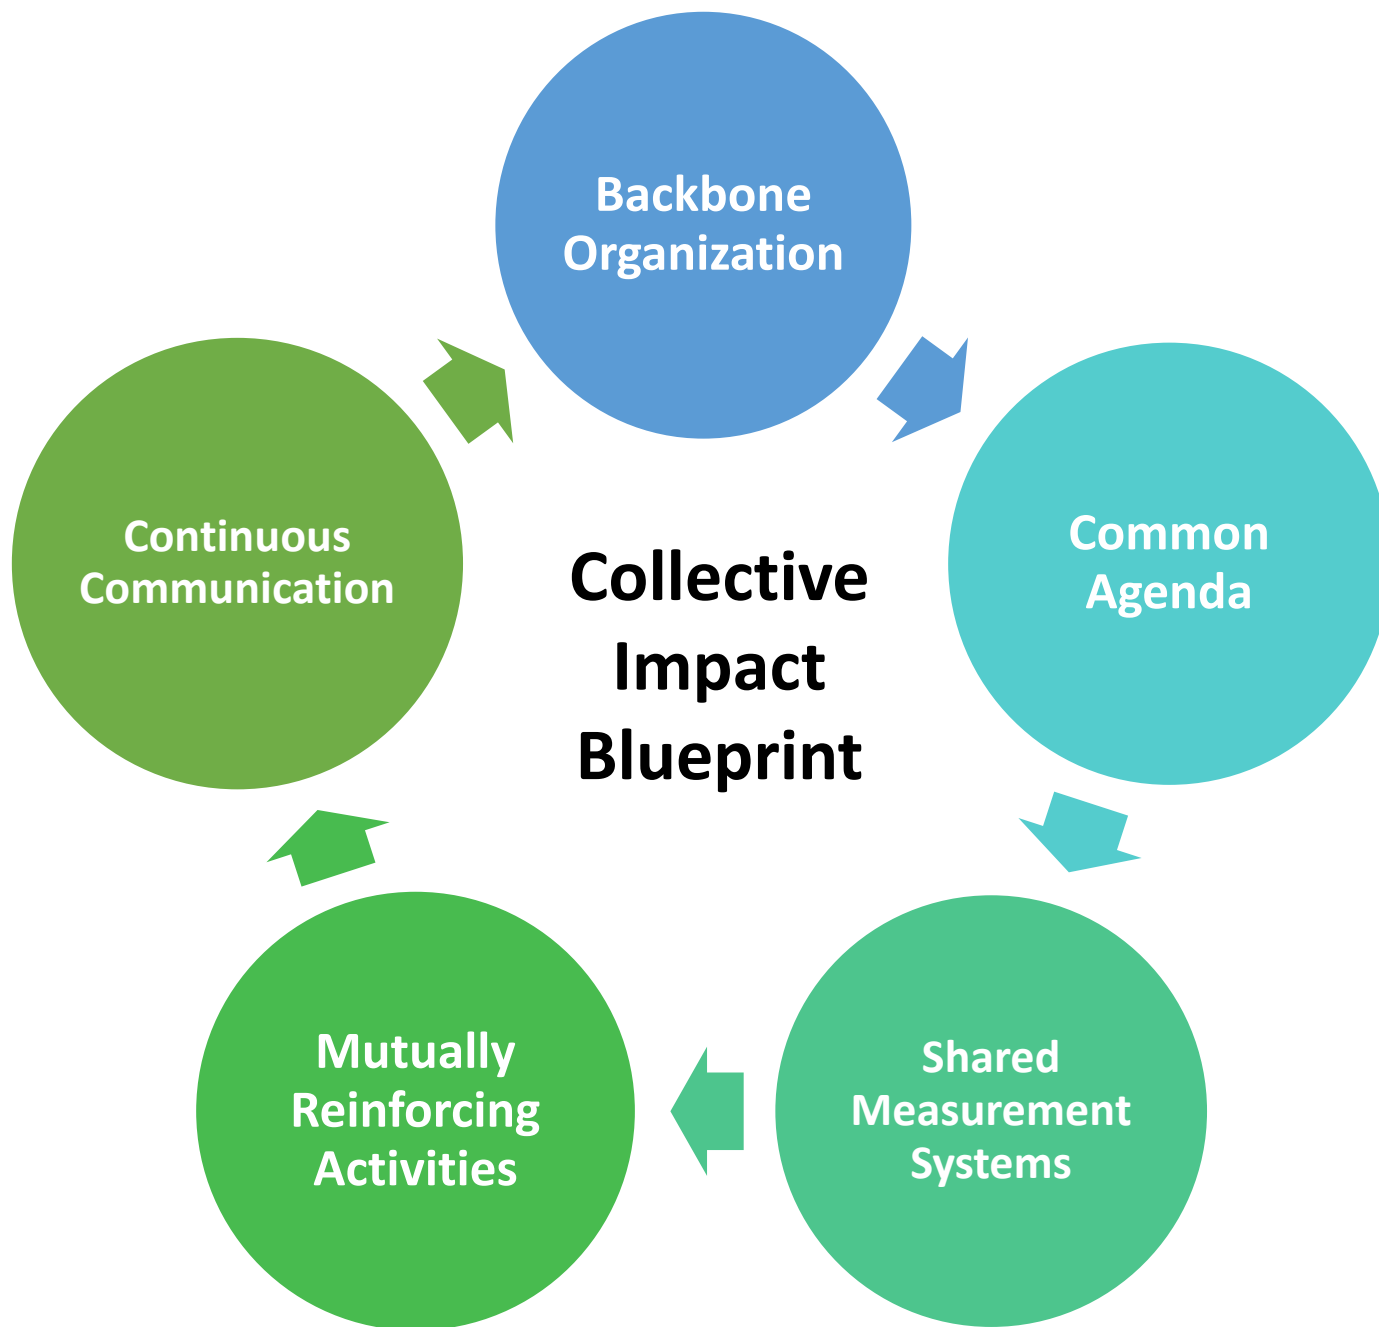 Backbone
Organization
Common
Agenda
Shared
Measurement
Systems
Mutually
Reinforcing
Activities
Continuous
Communication
Collective
Impact
Blueprint